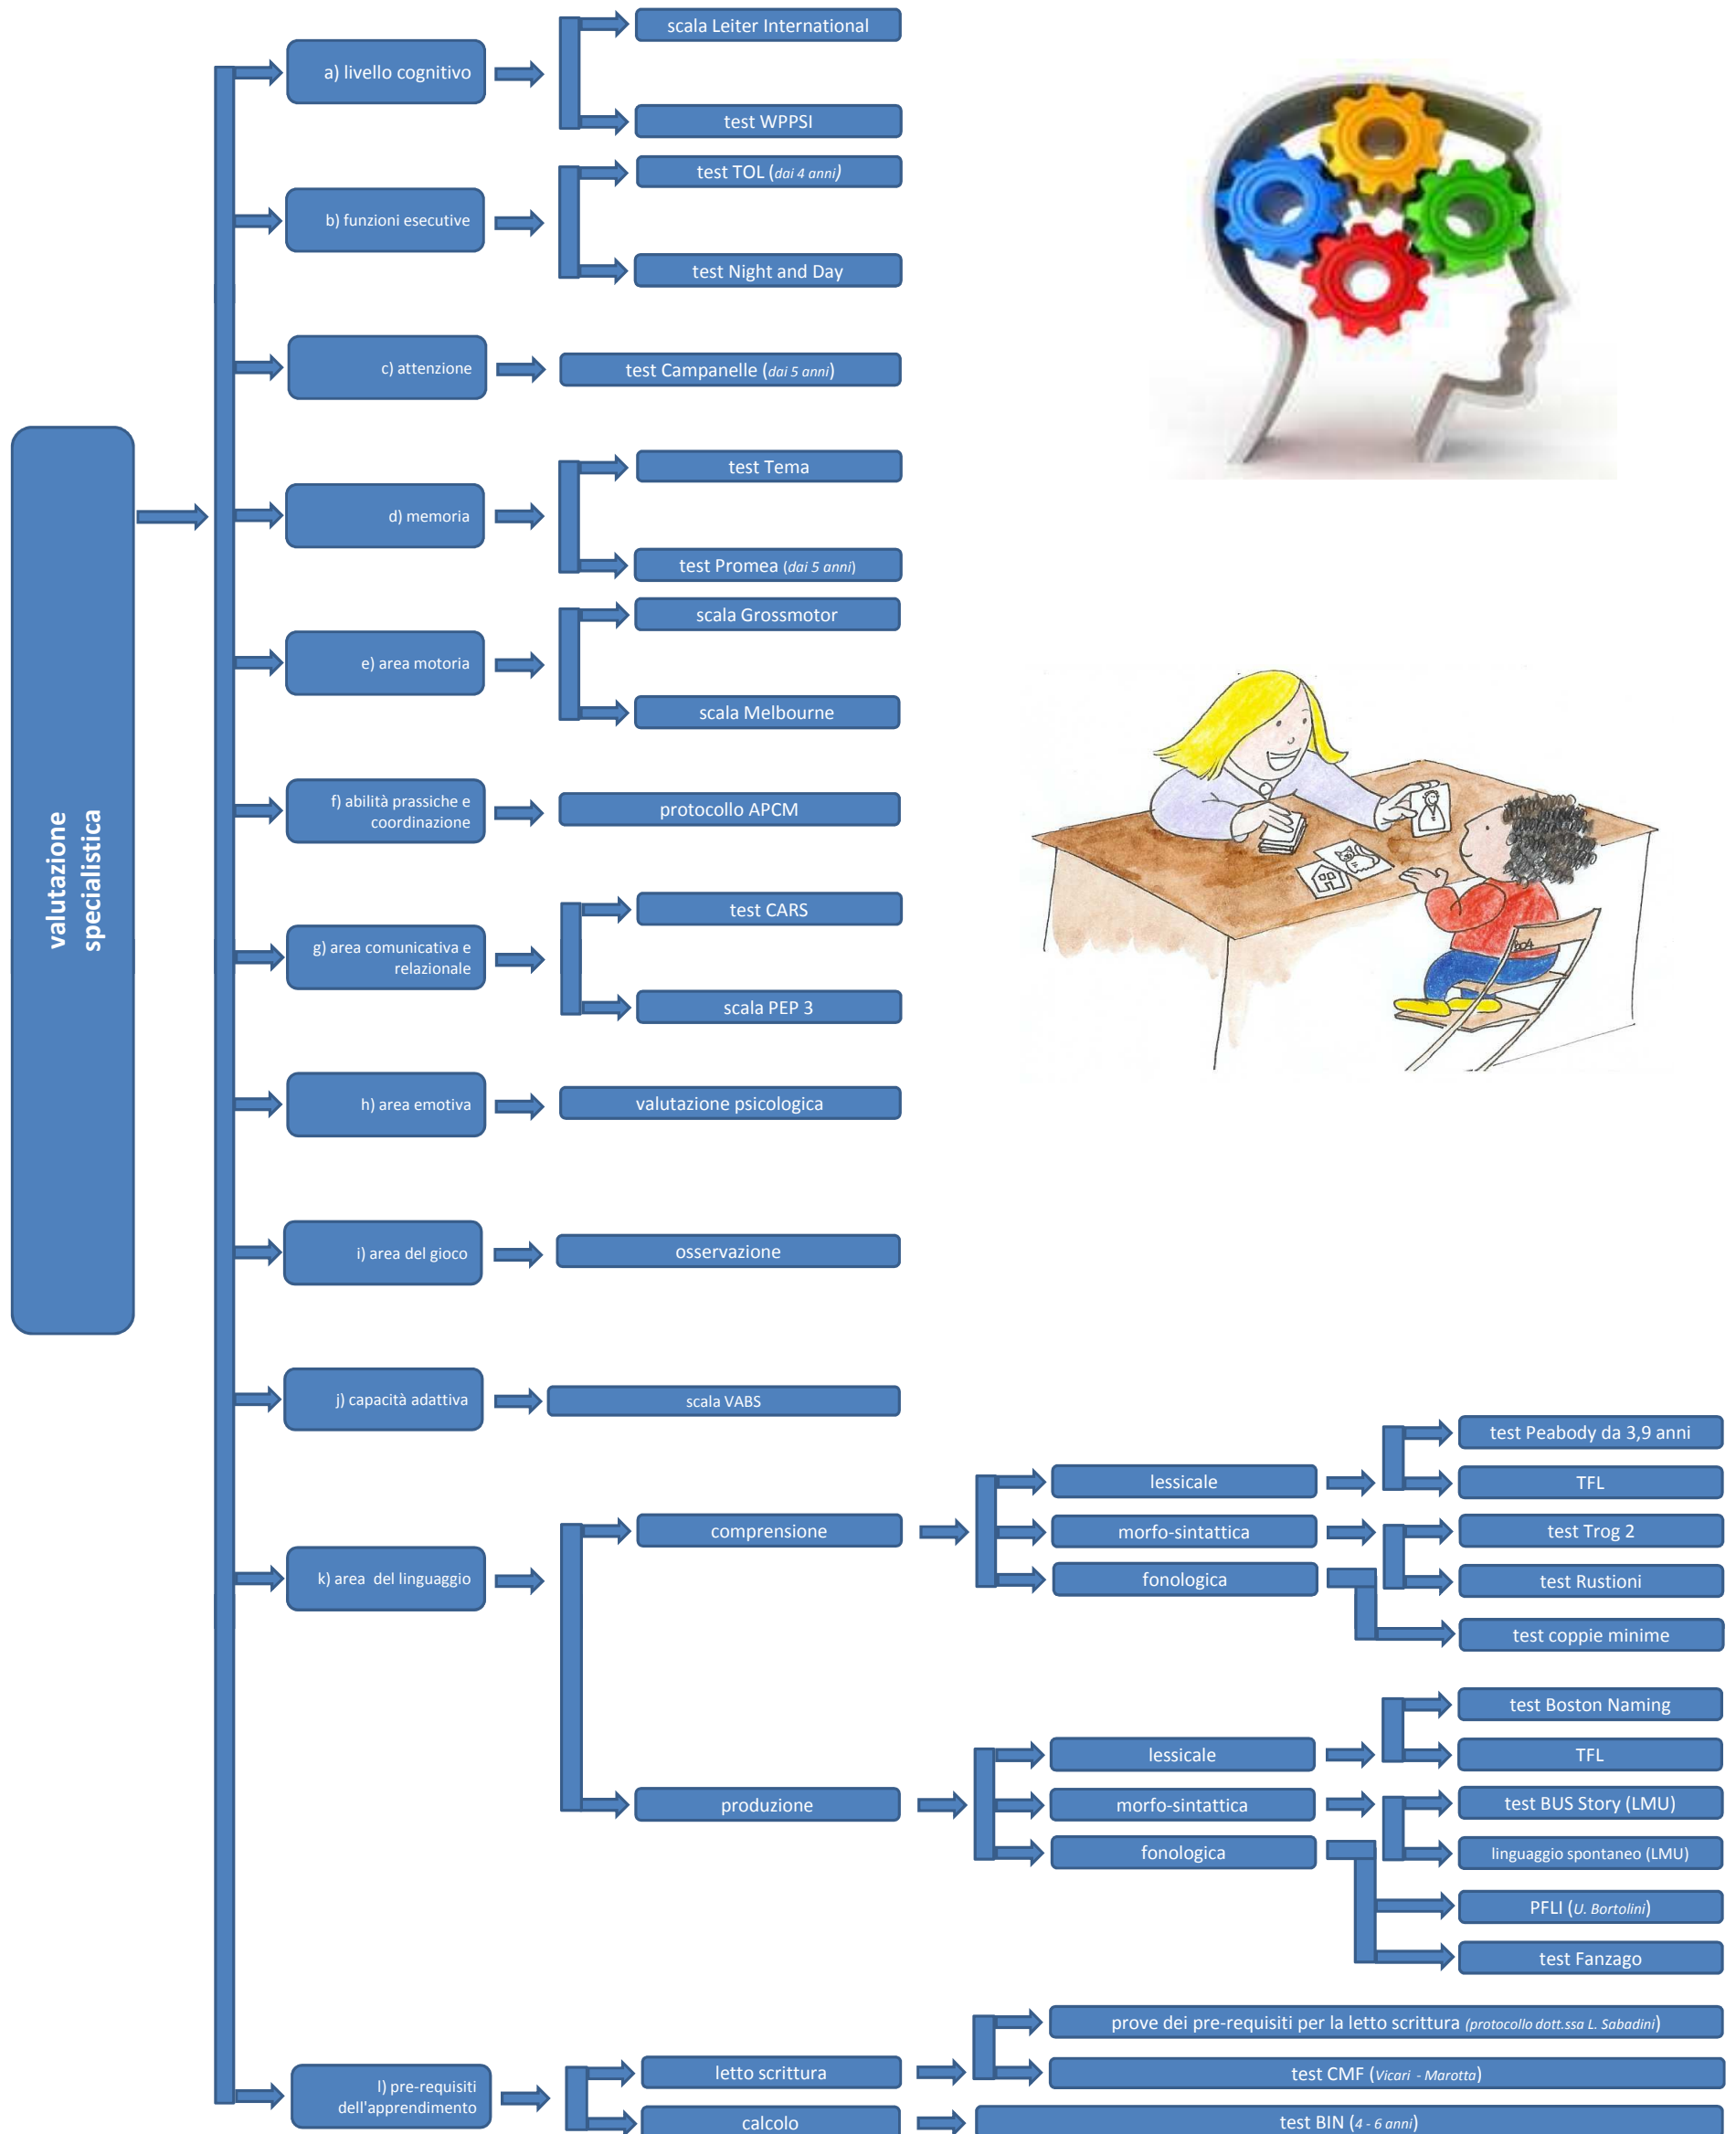 valutazione
specialistica
a) livello cognitivo
scala Leiter International
test WPPSI
b) funzioni esecutive
test TOL (dai 4 anni)
test Night and Day
c) attenzione
test Campanelle (dai 5 anni)
d) memoria
test Tema
test Promea (dai 5 anni)
e) area motoria
scala Grossmotor
scala Melbourne
f) abilità prassiche e
coordinazione
protocollo APCM
g) area comunicativa e
relazionale
test CARS
scala PEP 3
h) area emotiva
valutazione psicologica
i) area del gioco
osservazione
j) capacità adattiva
scala VABS
k) area del linguaggio
comprensione
lessicale
test Peabody da 3,9 anni
TFL
morfo-sintattica
test Trog 2
test Rustioni
fonologica
test coppie minime
produzione
lessicale
test Boston Naming
TFL
morfo-sintattica
test BUS Story (LMU)
linguaggio spontaneo (LMU)
fonologica
PFLI (U. Bortolini)
test Fanzago
l) pre-requisiti
dell'apprendimento
letto scrittura
prove dei pre-requisiti per la letto scrittura (protocollo dott.ssa L. Sabadini)
test CMF (Vicari - Marotta)
calcolo
test BIN (4 - 6 anni)